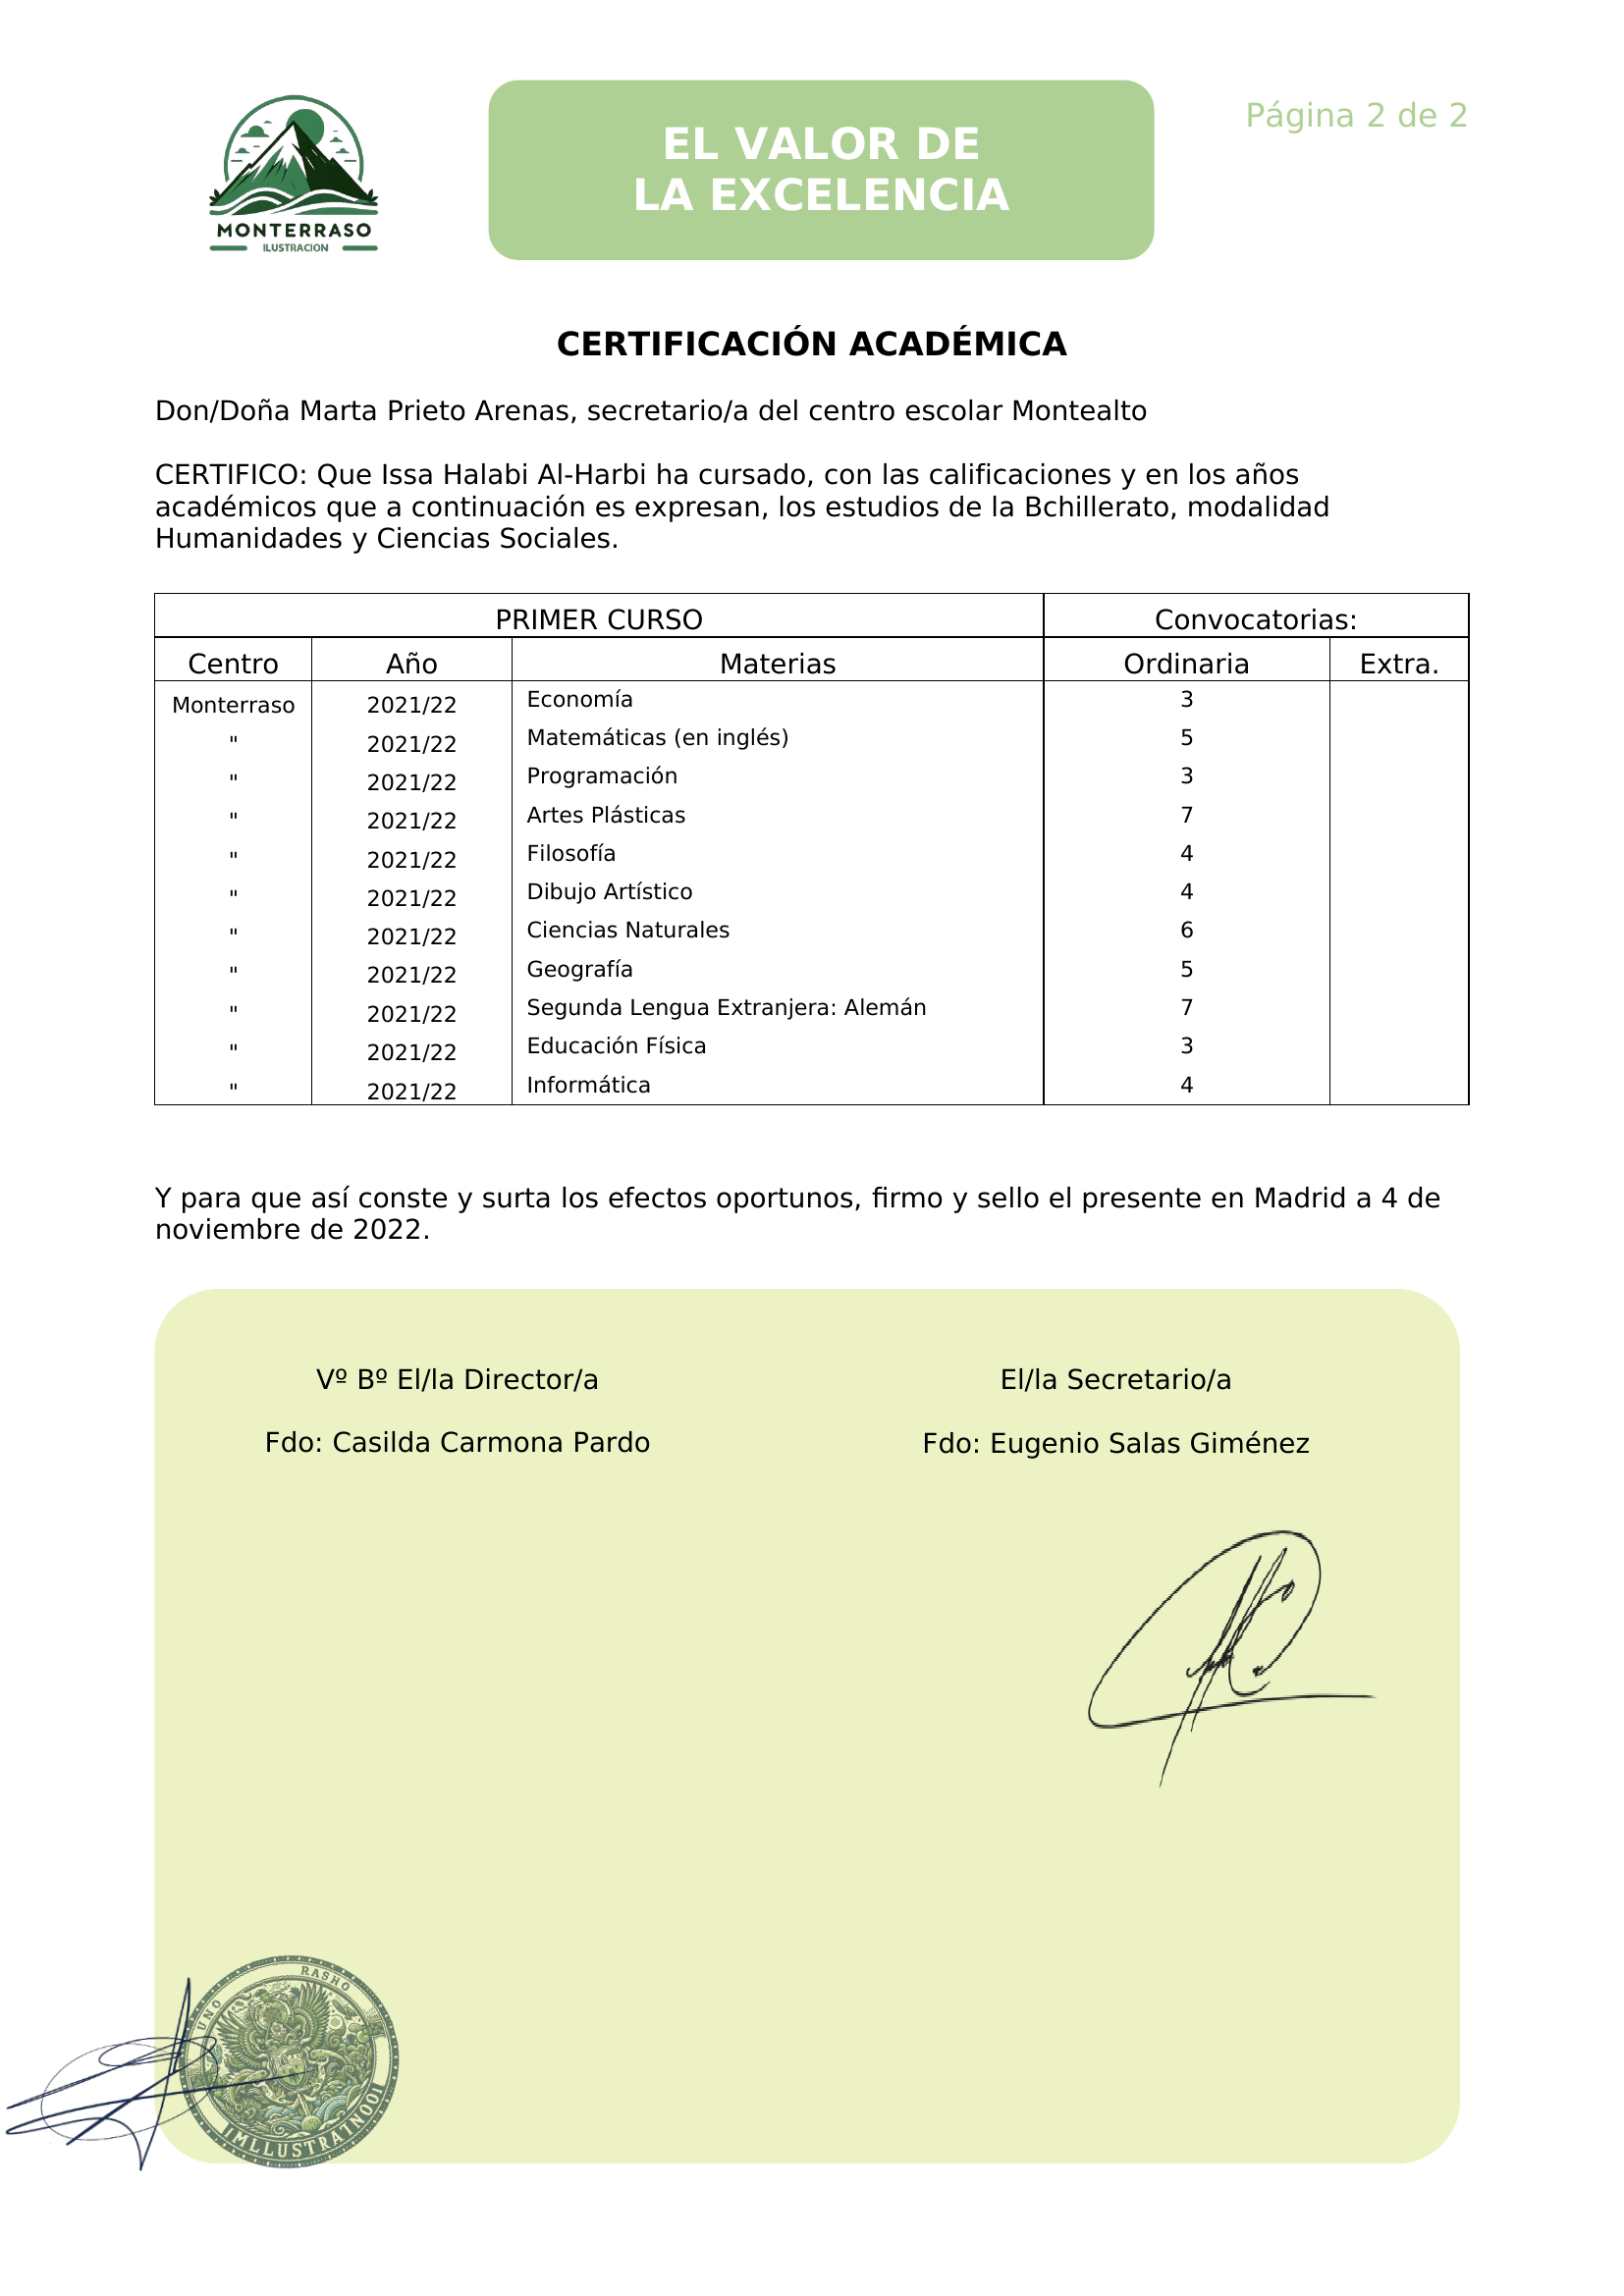 MONTERRASO
ILUSTRACION
EL VALOR DE
LA EXCELENCIA
Página 2 de 2
CERTIFICACIÓN ACADÉMICA
Don/Doña Marta Prieto Arenas, secretario/a del centro escolar Montealto
CERTIFICO: Que Issa Halabi Al-Harbi ha cursado, con las calificaciones y en los años
académicos que a continuación es expresan, los estudios de la Bchillerato, modalidad
Humanidades y Ciencias Sociales.
PRIMER CURSO Convocatorias:
Centro Año Materias Ordinaria Extra.
Monterraso 2021/22 Economía 3
" 2021/22 Matemáticas (en inglés) 5
" 2021/22 Programación 3
" 2021/22 Artes Plásticas 7
" 2021/22 Filosofía 4
" 2021/22 Dibujo Artístico 4
" 2021/22 Ciencias Naturales 6
" 2021/22 Geografía 5
" 2021/22 Segunda Lengua Extranjera: Alemán 7
" 2021/22 Educación Física 3
" 2021/22 Informática 4
Y para que así conste y surta los efectos oportunos, firmo y sello el presente en Madrid a 4 de
noviembre de 2022.
Vº Bº El/la Director/a El/la Secretario/a
Fdo: Casilda Carmona Pardo Fdo: Eugenio Salas Giménez
UNO RASHO
IMLLUSTRATNOOI